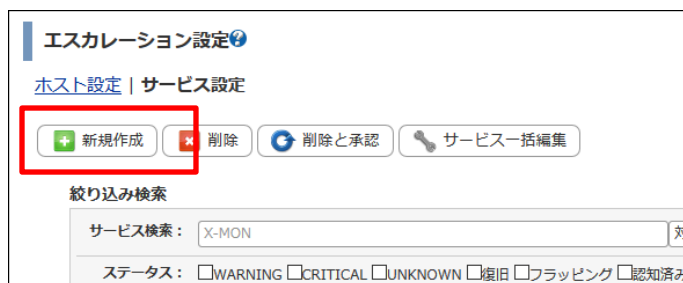 エスカレーション設定?
ホスト設定 | サービス設定
新規作成 削除 削除と承認 サービス一括編集
絞り込み検索
サービス検索： X-MON
ステータス： WARNING CRITICAL UNKNOWN 復旧 フラッピング 認知済み